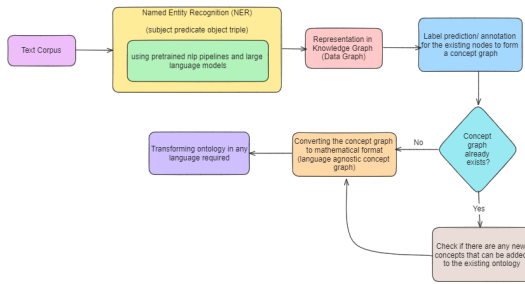 Text Corpus
Named Entity Recognition (NER)
(subject predicate object triple)
using pretrained nlp pipelines and large
language models
Representation in
Knowledge Graph
(Data Graph)
Label prediction/ annotation
for the existing nodes to form
a concept graph
Concept
graph
already
exists?
No
Converting the concept graph
to mathematical format
(language agnostic concept
graph)
Transforming ontology in any
language required
Yes
Check if there are any new
concepts that can be added
to the existing ontology